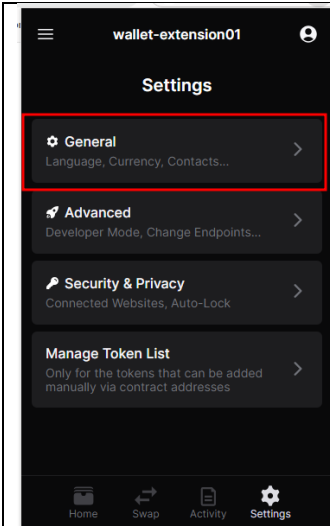 wallet-extension01
Settings
General
Language, Currency, Contacts...
Advanced
Developer Mode, Change Endpoints...
Security & Privacy
Connected Websites, Auto-Lock
Manage Token List
Only for the tokens that can be added
manually via contract addresses
Home Swap Activity Settings